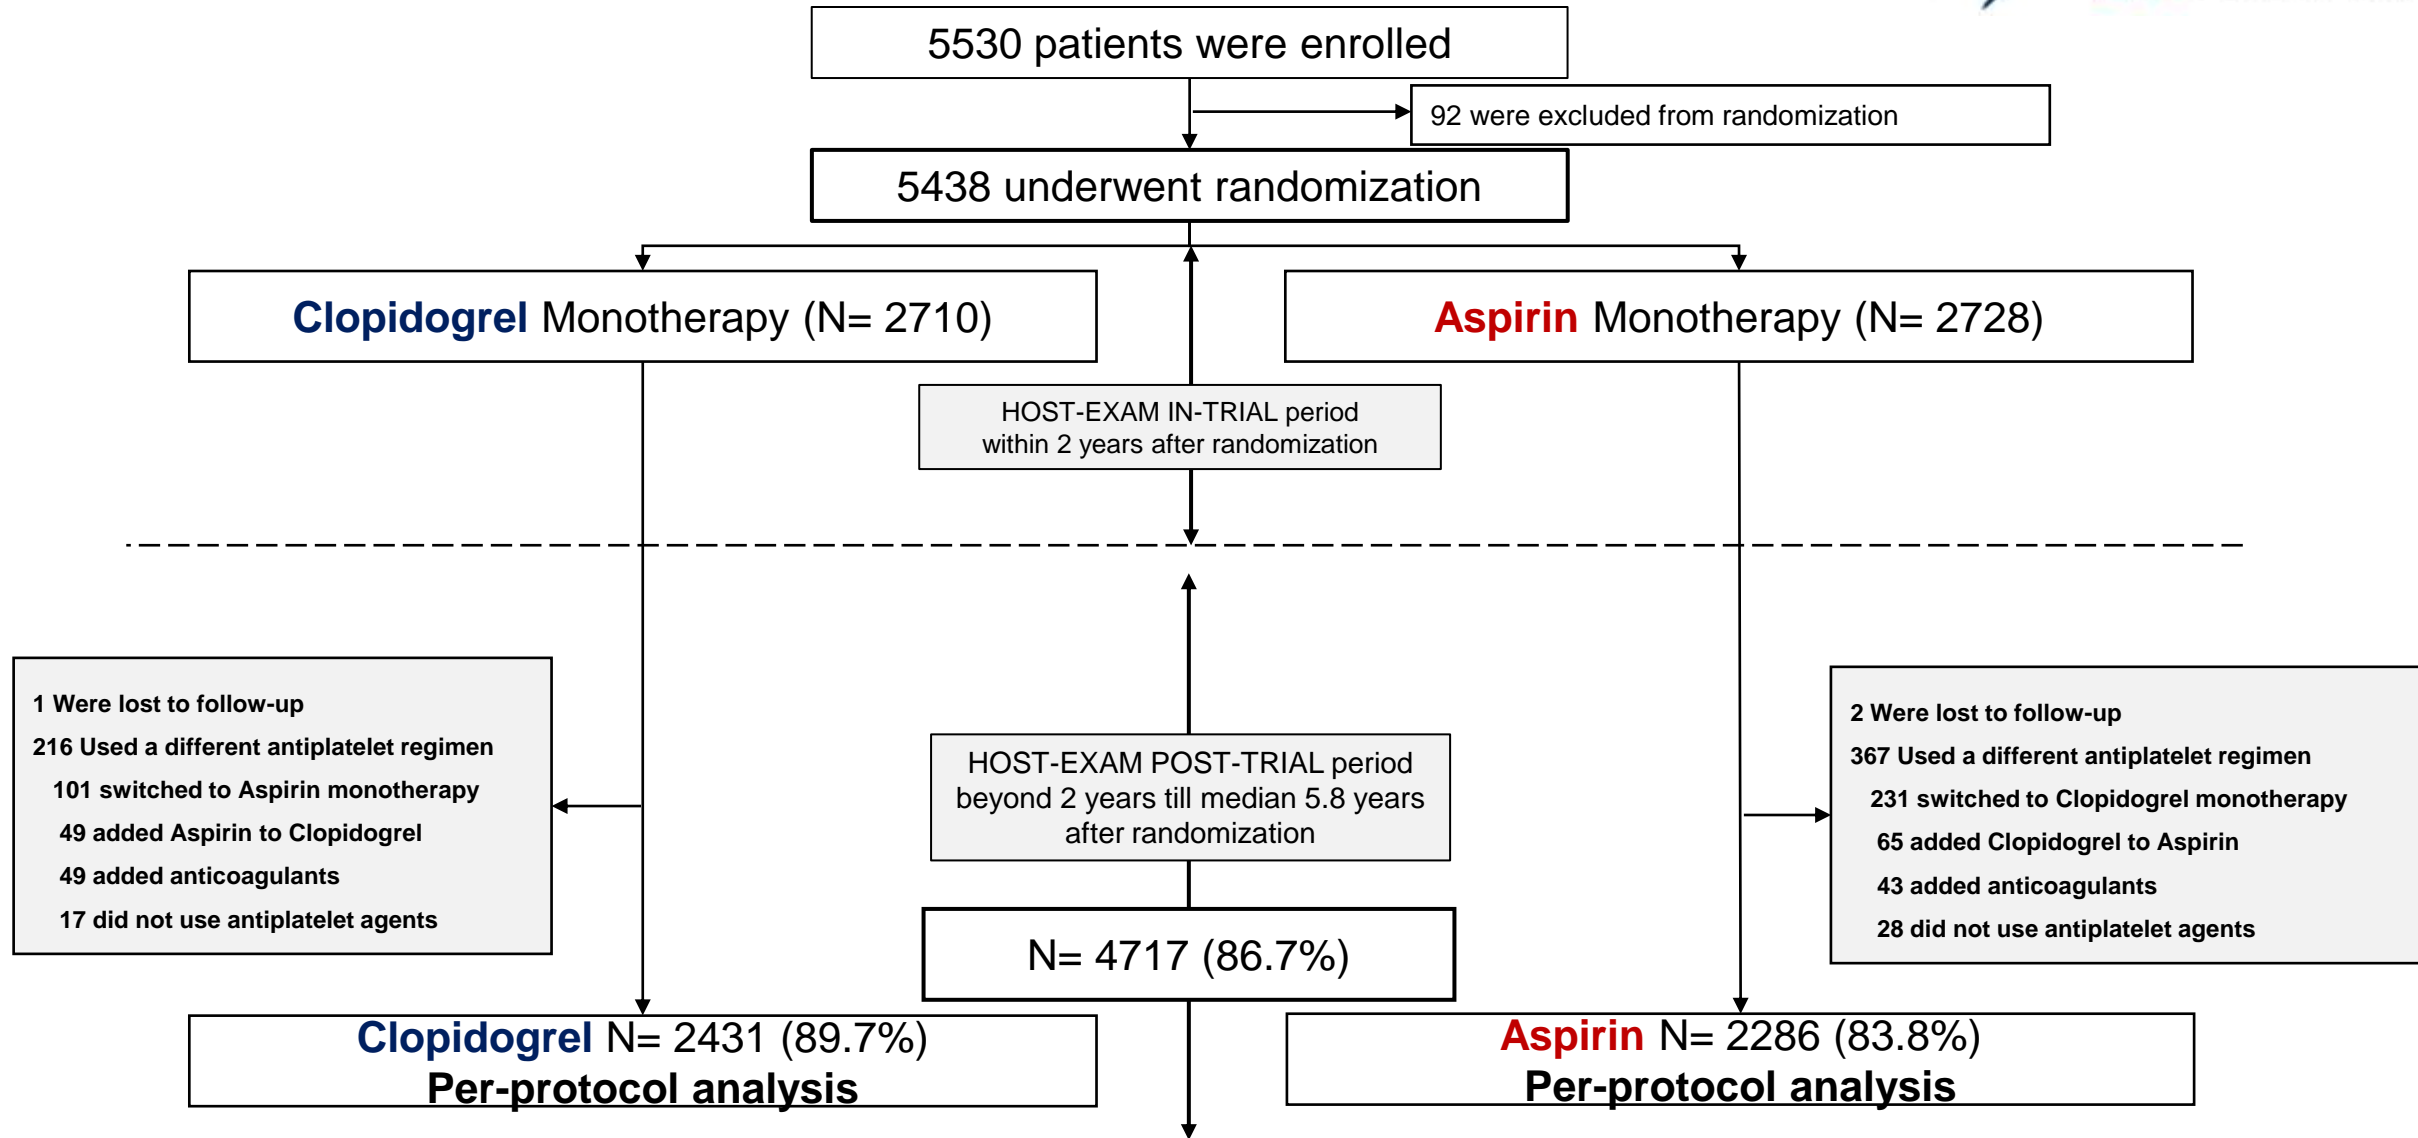 5530 patients were enrolled
92 were excluded from randomization
5438 underwent randomization
Clopidogrel Monotherapy (N= 2710)
Aspirin Monotherapy (N= 2728)
HOST-EXAM IN-TRIAL period
within 2 years after randomization
1 Were lost to follow-up
216 Used a different antiplatelet regimen
101 switched to Aspirin monotherapy
49 added Aspirin to Clopidogrel
49 added anticoagulants
17 did not use antiplatelet agents
HOST-EXAM POST-TRIAL period
beyond 2 years till median 5.8 years
after randomization
2 Were lost to follow-up
367 Used a different antiplatelet regimen
231 switched to Clopidogrel monotherapy
65 added Clopidogrel to Aspirin
43 added anticoagulants
28 did not use antiplatelet agents
N= 4717 (86.7%)
Clopidogrel N= 2431 (89.7%)
Per-protocol analysis
Aspirin N= 2286 (83.8%)
Per-protocol analysis